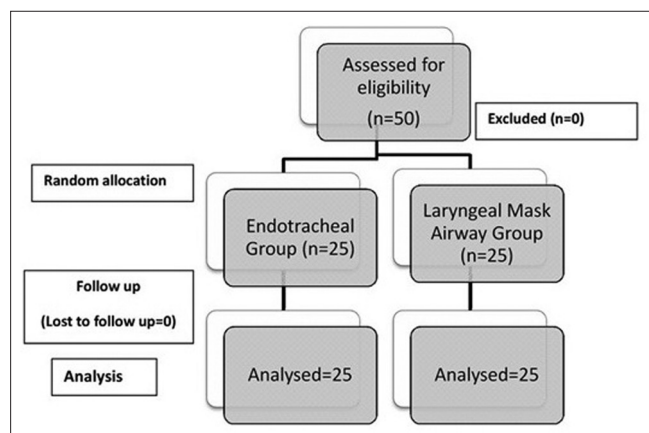 Assessed for
eligibility
(n=50)
Excluded (n=0)
Random allocation
Endotracheal
Group (n=25)
Laryngeal Mask
Airway Group
(n=25)
Follow up
(Lost to follow up=0)
Analysis
Analysed=25
Analysed=25